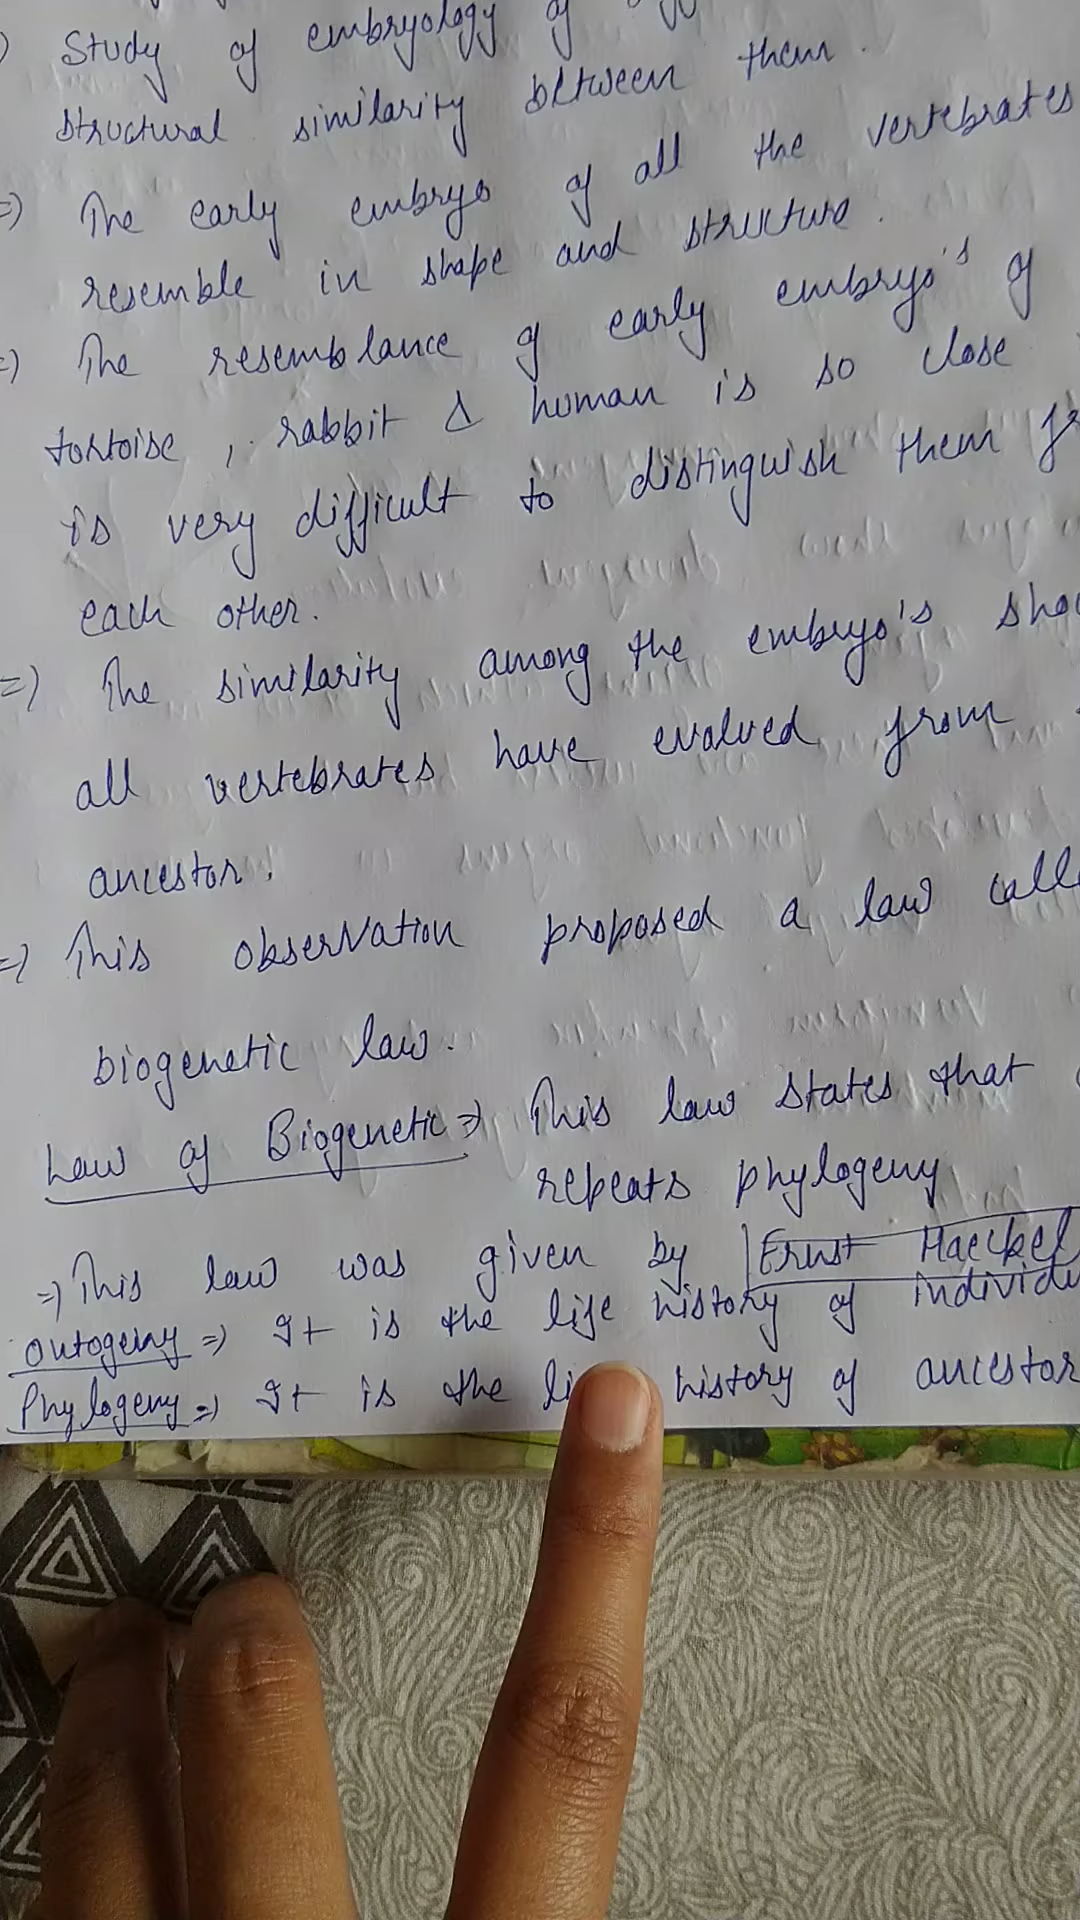 Study of embryology of
structural similarity between them.
=) The early embryo of all the vertebrates
resemble in shape and structure.
=) The resemblance of early embryo's of
tortoise, rabbit & human is so close
is very difficult to distinguish them
each other.
=) The similarity among the embryo's
all vertebrates have evolved from
ancestor.
=) This observation proposed a law
biogenetic law.
Law of Biogenetic => This law states that
repeats phylogeny
=) This law was given by Ernst Haeckel
Ontogeny => It is the life history of
Phylogeny => It is the history of ancestor